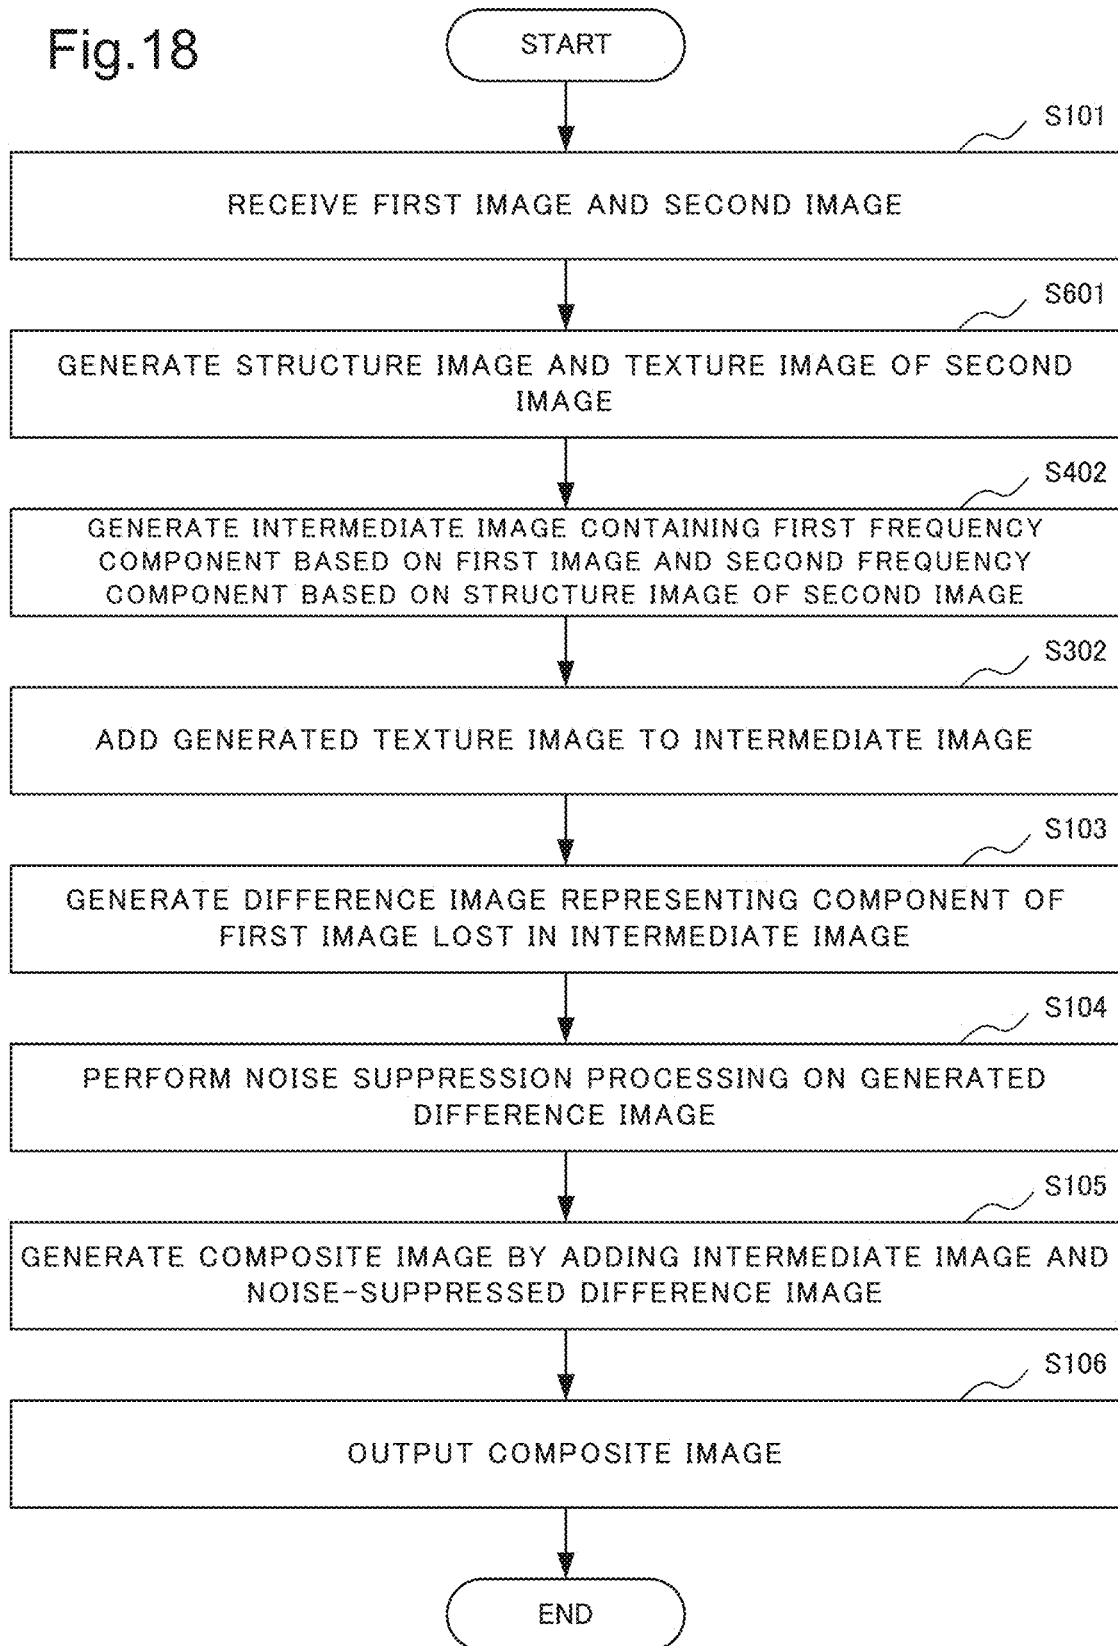 Fig.18
START
S101
RECEIVE FIRST IMAGE AND SECOND IMAGE
S601
GENERATE STRUCTURE IMAGE AND TEXTURE IMAGE OF SECOND
IMAGE
S402
GENERATE INTERMEDIATE IMAGE CONTAINING FIRST FREQUENCY
COMPONENT BASED ON FIRST IMAGE AND SECOND FREQUENCY
COMPONENT BASED ON STRUCTURE IMAGE OF SECOND IMAGE
S302
ADD GENERATED TEXTURE IMAGE TO INTERMEDIATE IMAGE
S103
GENERATE DIFFERENCE IMAGE REPRESENTING COMPONENT OF
FIRST IMAGE LOST IN INTERMEDIATE IMAGE
S104
PERFORM NOISE SUPPRESSION PROCESSING ON GENERATED
DIFFERENCE IMAGE
S105
GENERATE COMPOSITE IMAGE BY ADDING INTERMEDIATE IMAGE AND
NOISE-SUPPRESSED DIFFERENCE IMAGE
S106
OUTPUT COMPOSITE IMAGE
END